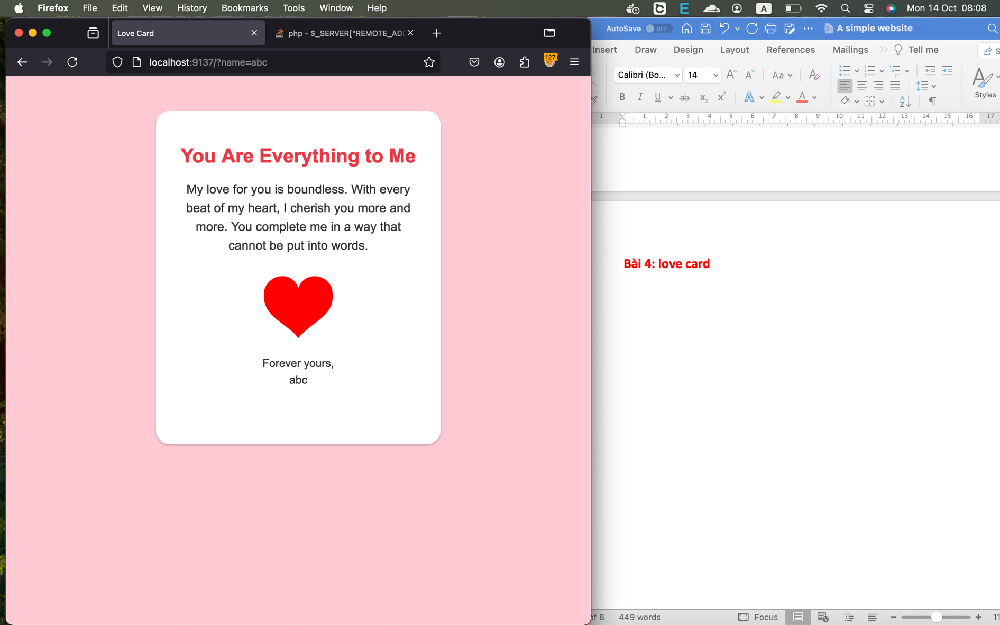 Firefox File Edit View History Bookmarks Tools Window Help
A
Mon 14 Oct 08:08
Love Card
php - $_SERVER["REMOTE_AD
localhost:9137/?name=abc
127.
AutoSave OFF
A simple website
Insert Draw Design Layout References Mailings Tell me
Calibri (Bo... 14
Aa
B I U ab
Styles
1 1 2 3 4 5 6 7 8 9 10 11 12 13 14 15 16 17
You Are Everything to Me
My love for you is boundless. With every
beat of my heart, I cherish you more and
more. You complete me in a way that
cannot be put into words.
Forever yours,
abc
Bài 4: love card
of 8 449 words Focus